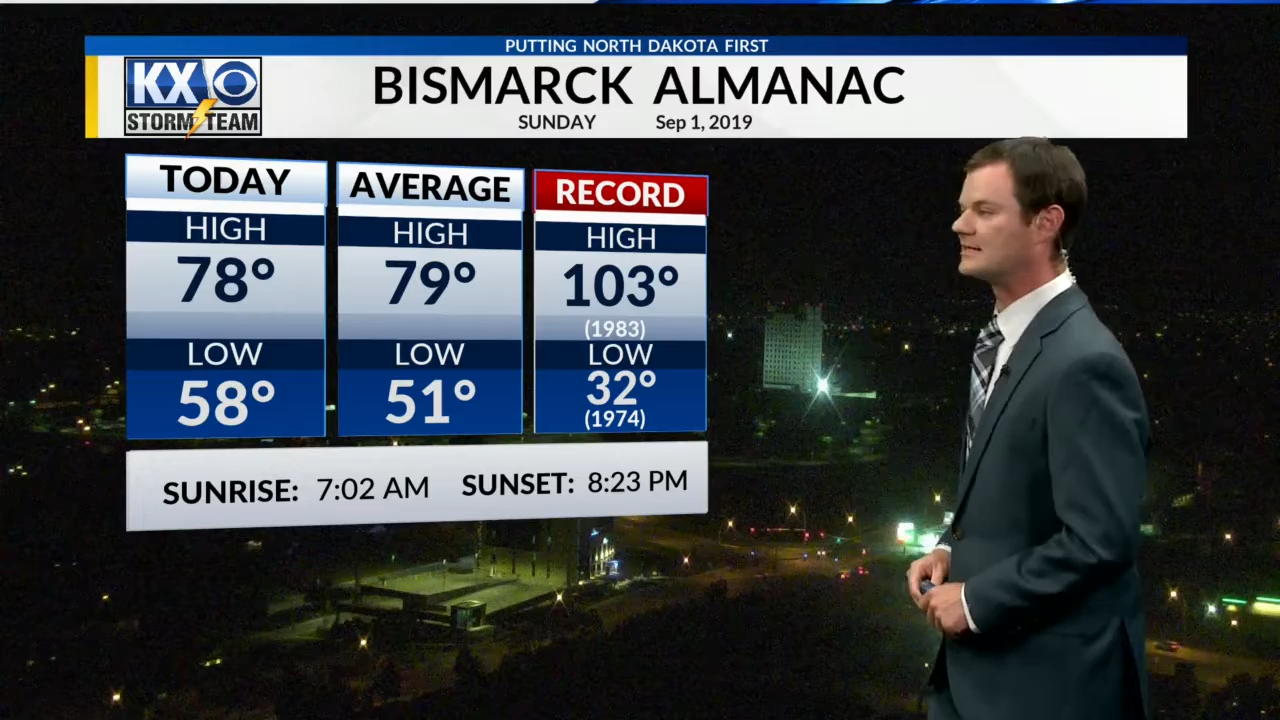 PUTTING NORTH DAKOTA FIRST
KX
STORM TEAM
BISMARCK ALMANAC
SUNDAY Sep 1, 2019
TODAY
HIGH
78°
LOW
58°
AVERAGE
HIGH
79°
LOW
51°
RECORD
HIGH
103°
(1983)
LOW
32°
(1974)
SUNRISE: 7:02 AM SUNSET: 8:23 PM